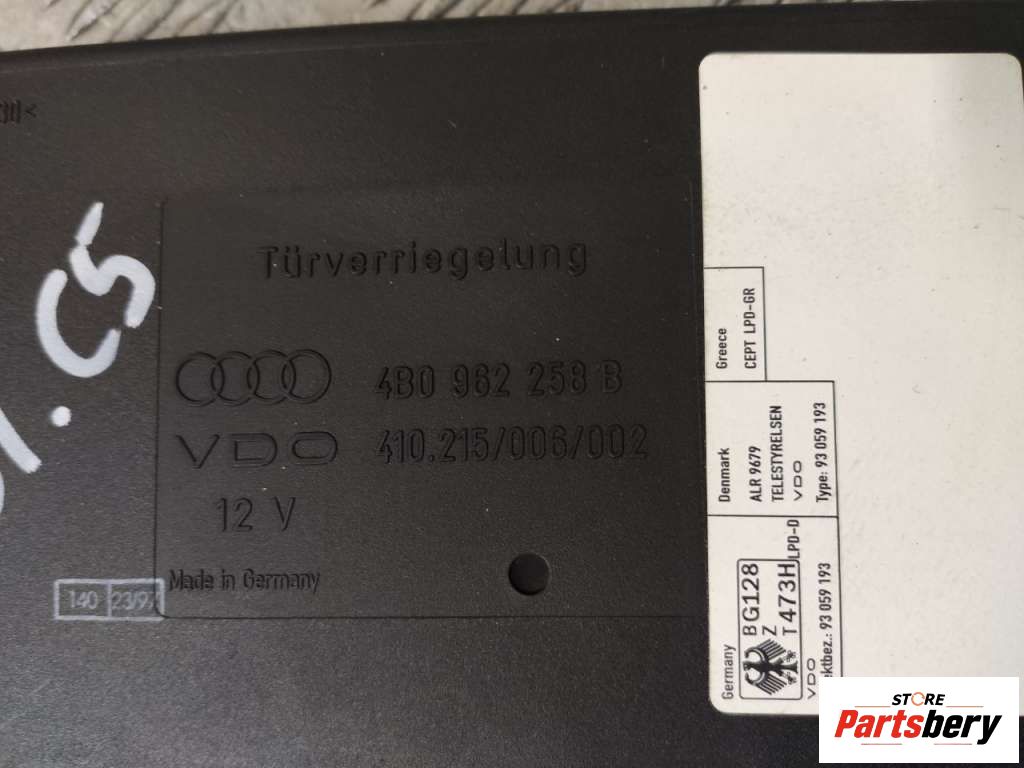 Türverriegelung
4B0 962 258 B
VDO 410.215/006/002
12 V
Made in Germany
140 23/97
C5
Greece
CEPT LPD-GR
Denmark
ALR 9679
TELESTYRELSEN
VDO
Type: 93 059 193
Germany
BG128
Z
T473H
LPD-D
VDO
ektbez.: 93 059 193
STORE
Partsbery